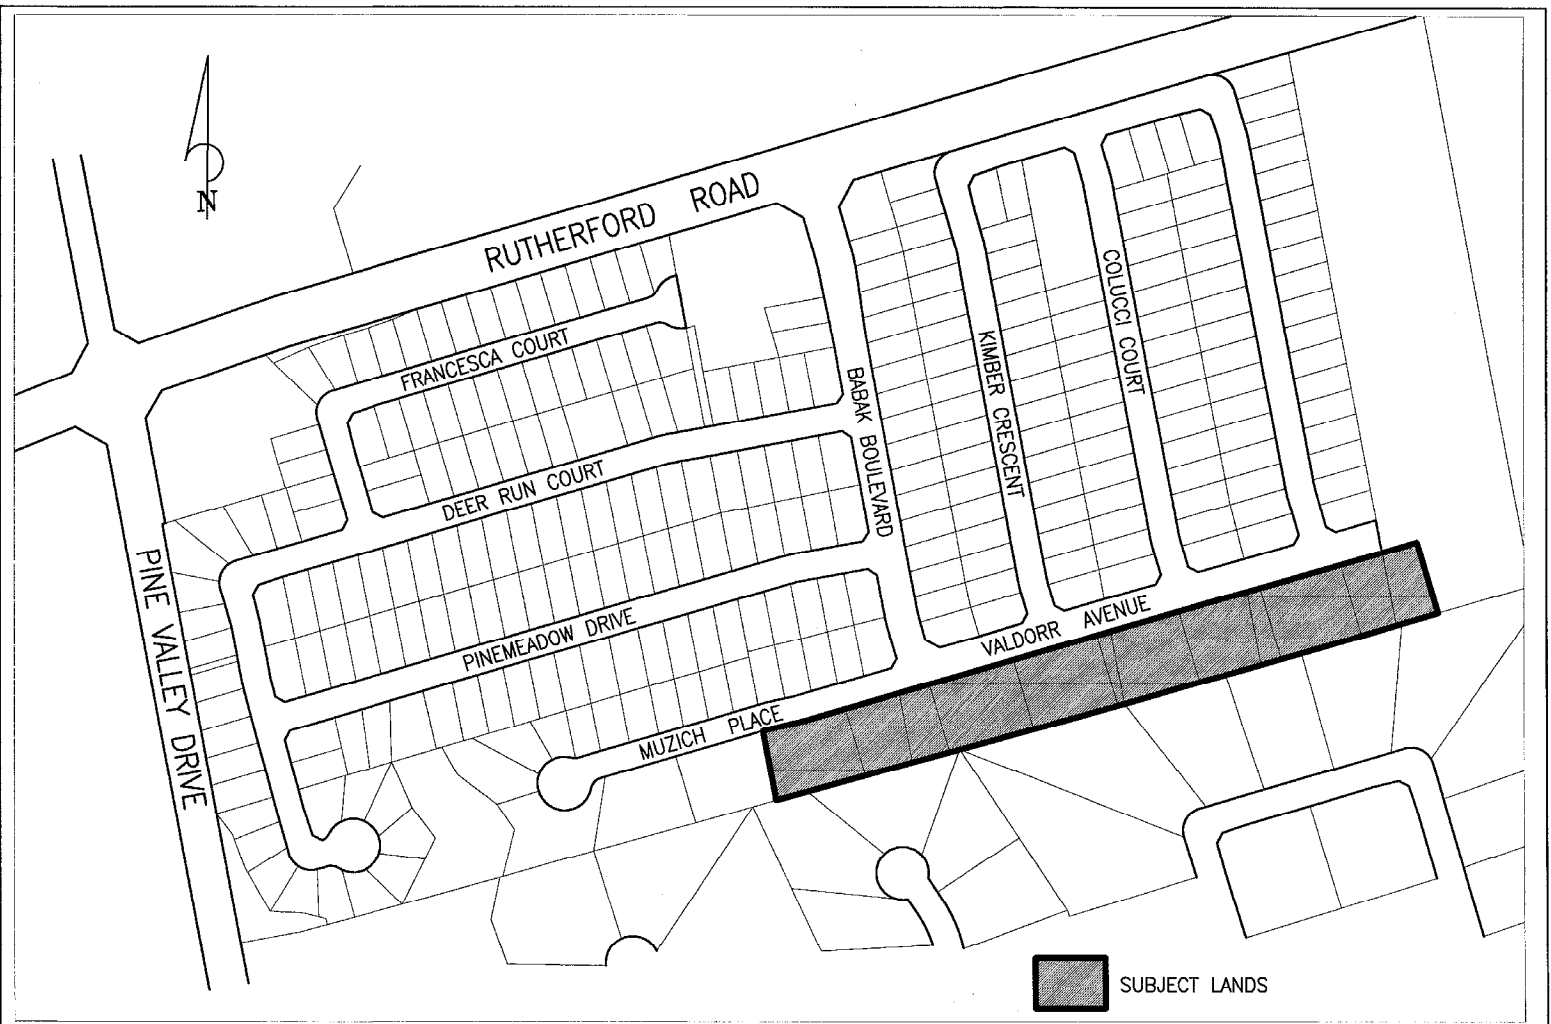 N
RUTHERFORD ROAD
FRANCESCA COURT
COLUCCI COURT
KIMBER CRESCENT
BABAK BOULEVARD
DEER RUN COURT
PINE VALLEY DRIVE
PINEMEADOW DRIVE
VALDORR AVENUE
MUZICH PLACE
SUBJECT LANDS